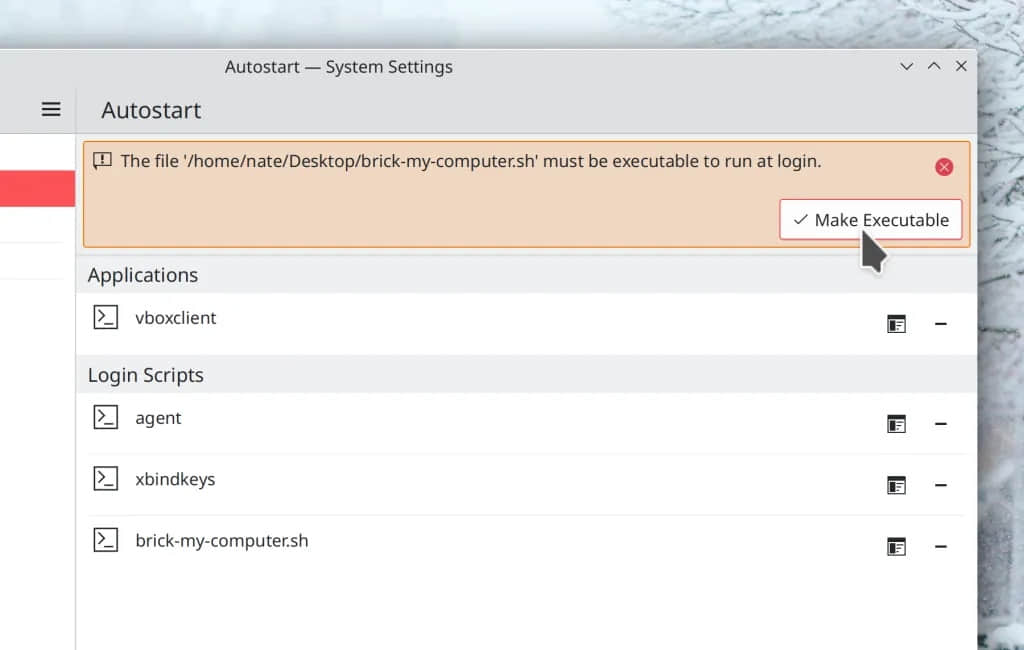 Autostart — System Settings
Autostart
The file '/home/nate/Desktop/brick-my-computer.sh' must be executable to run at login.
Make Executable
Applications
vboxclient
Login Scripts
agent
xbindkeys
brick-my-computer.sh